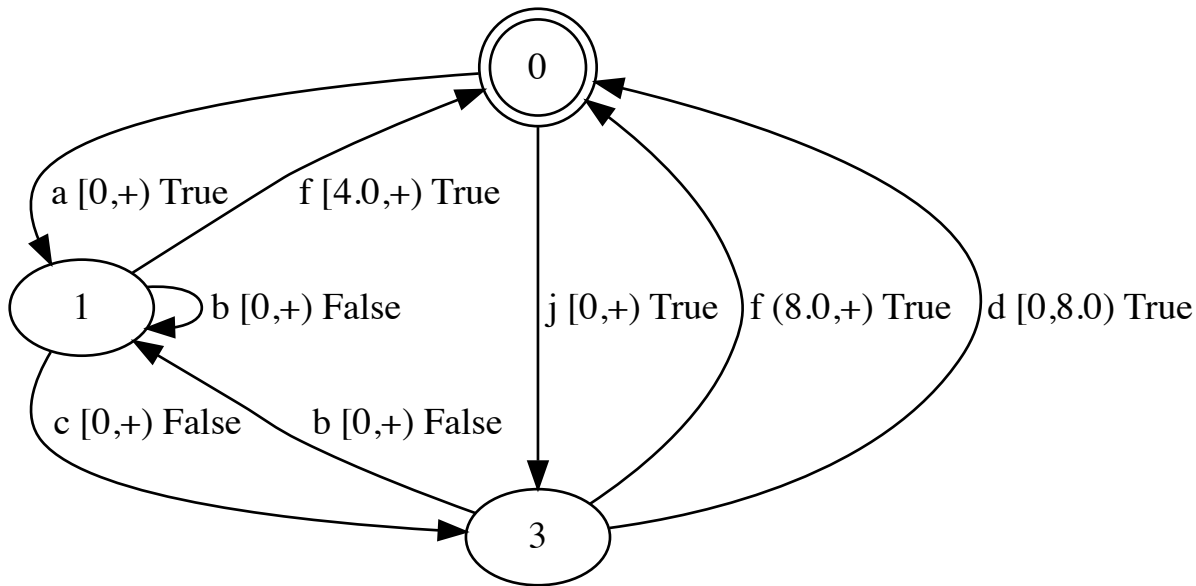 0
a [0,+) True
f [4.0,+) True
1
b [0,+) False
j [0,+) True
f (8.0,+) True
d [0,8.0) True
c [0,+) False
b [0,+) False
3